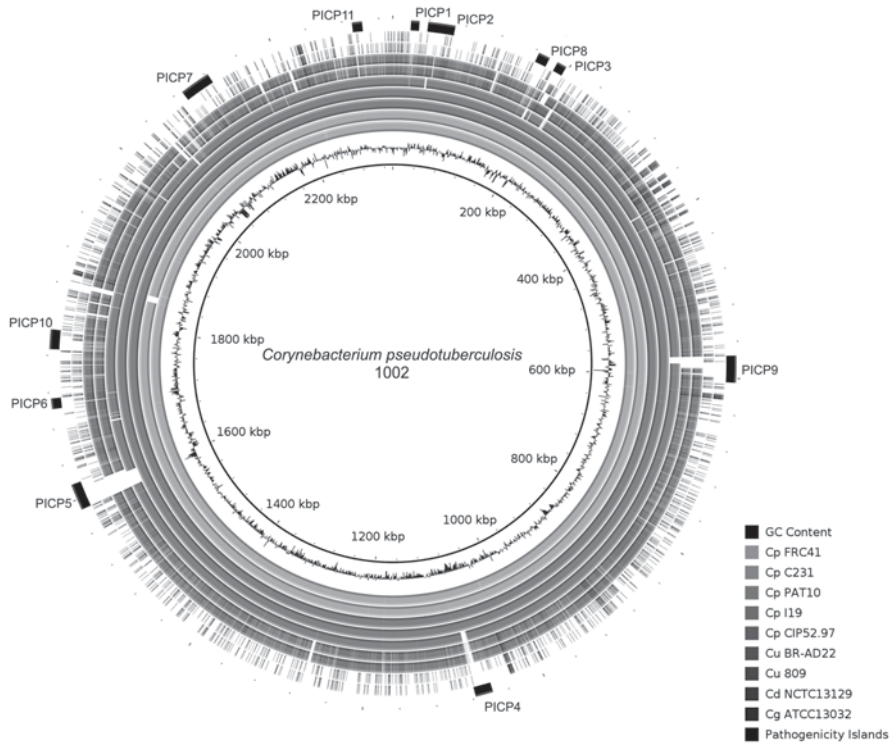 PICP11
PICP1
PICP2
PICP8
PICP3
PICP7
2200 kbp
200 kbp
2000 kbp
400 kbp
PICP10
1800 kbp
Corynebacterium pseudotuberculosis
1002
600 kbp
PICP9
PICP6
1600 kbp
800 kbp
PICP5
1400 kbp
1000 kbp
1200 kbp
PICP4
GC Content
Cp FRC41
Cp C231
Cp PAT10
Cp I19
Cp CIP52.97
Cu BR-AD22
Cu 809
Cd NCTC13129
Cg ATCC13032
Pathogenicity Islands